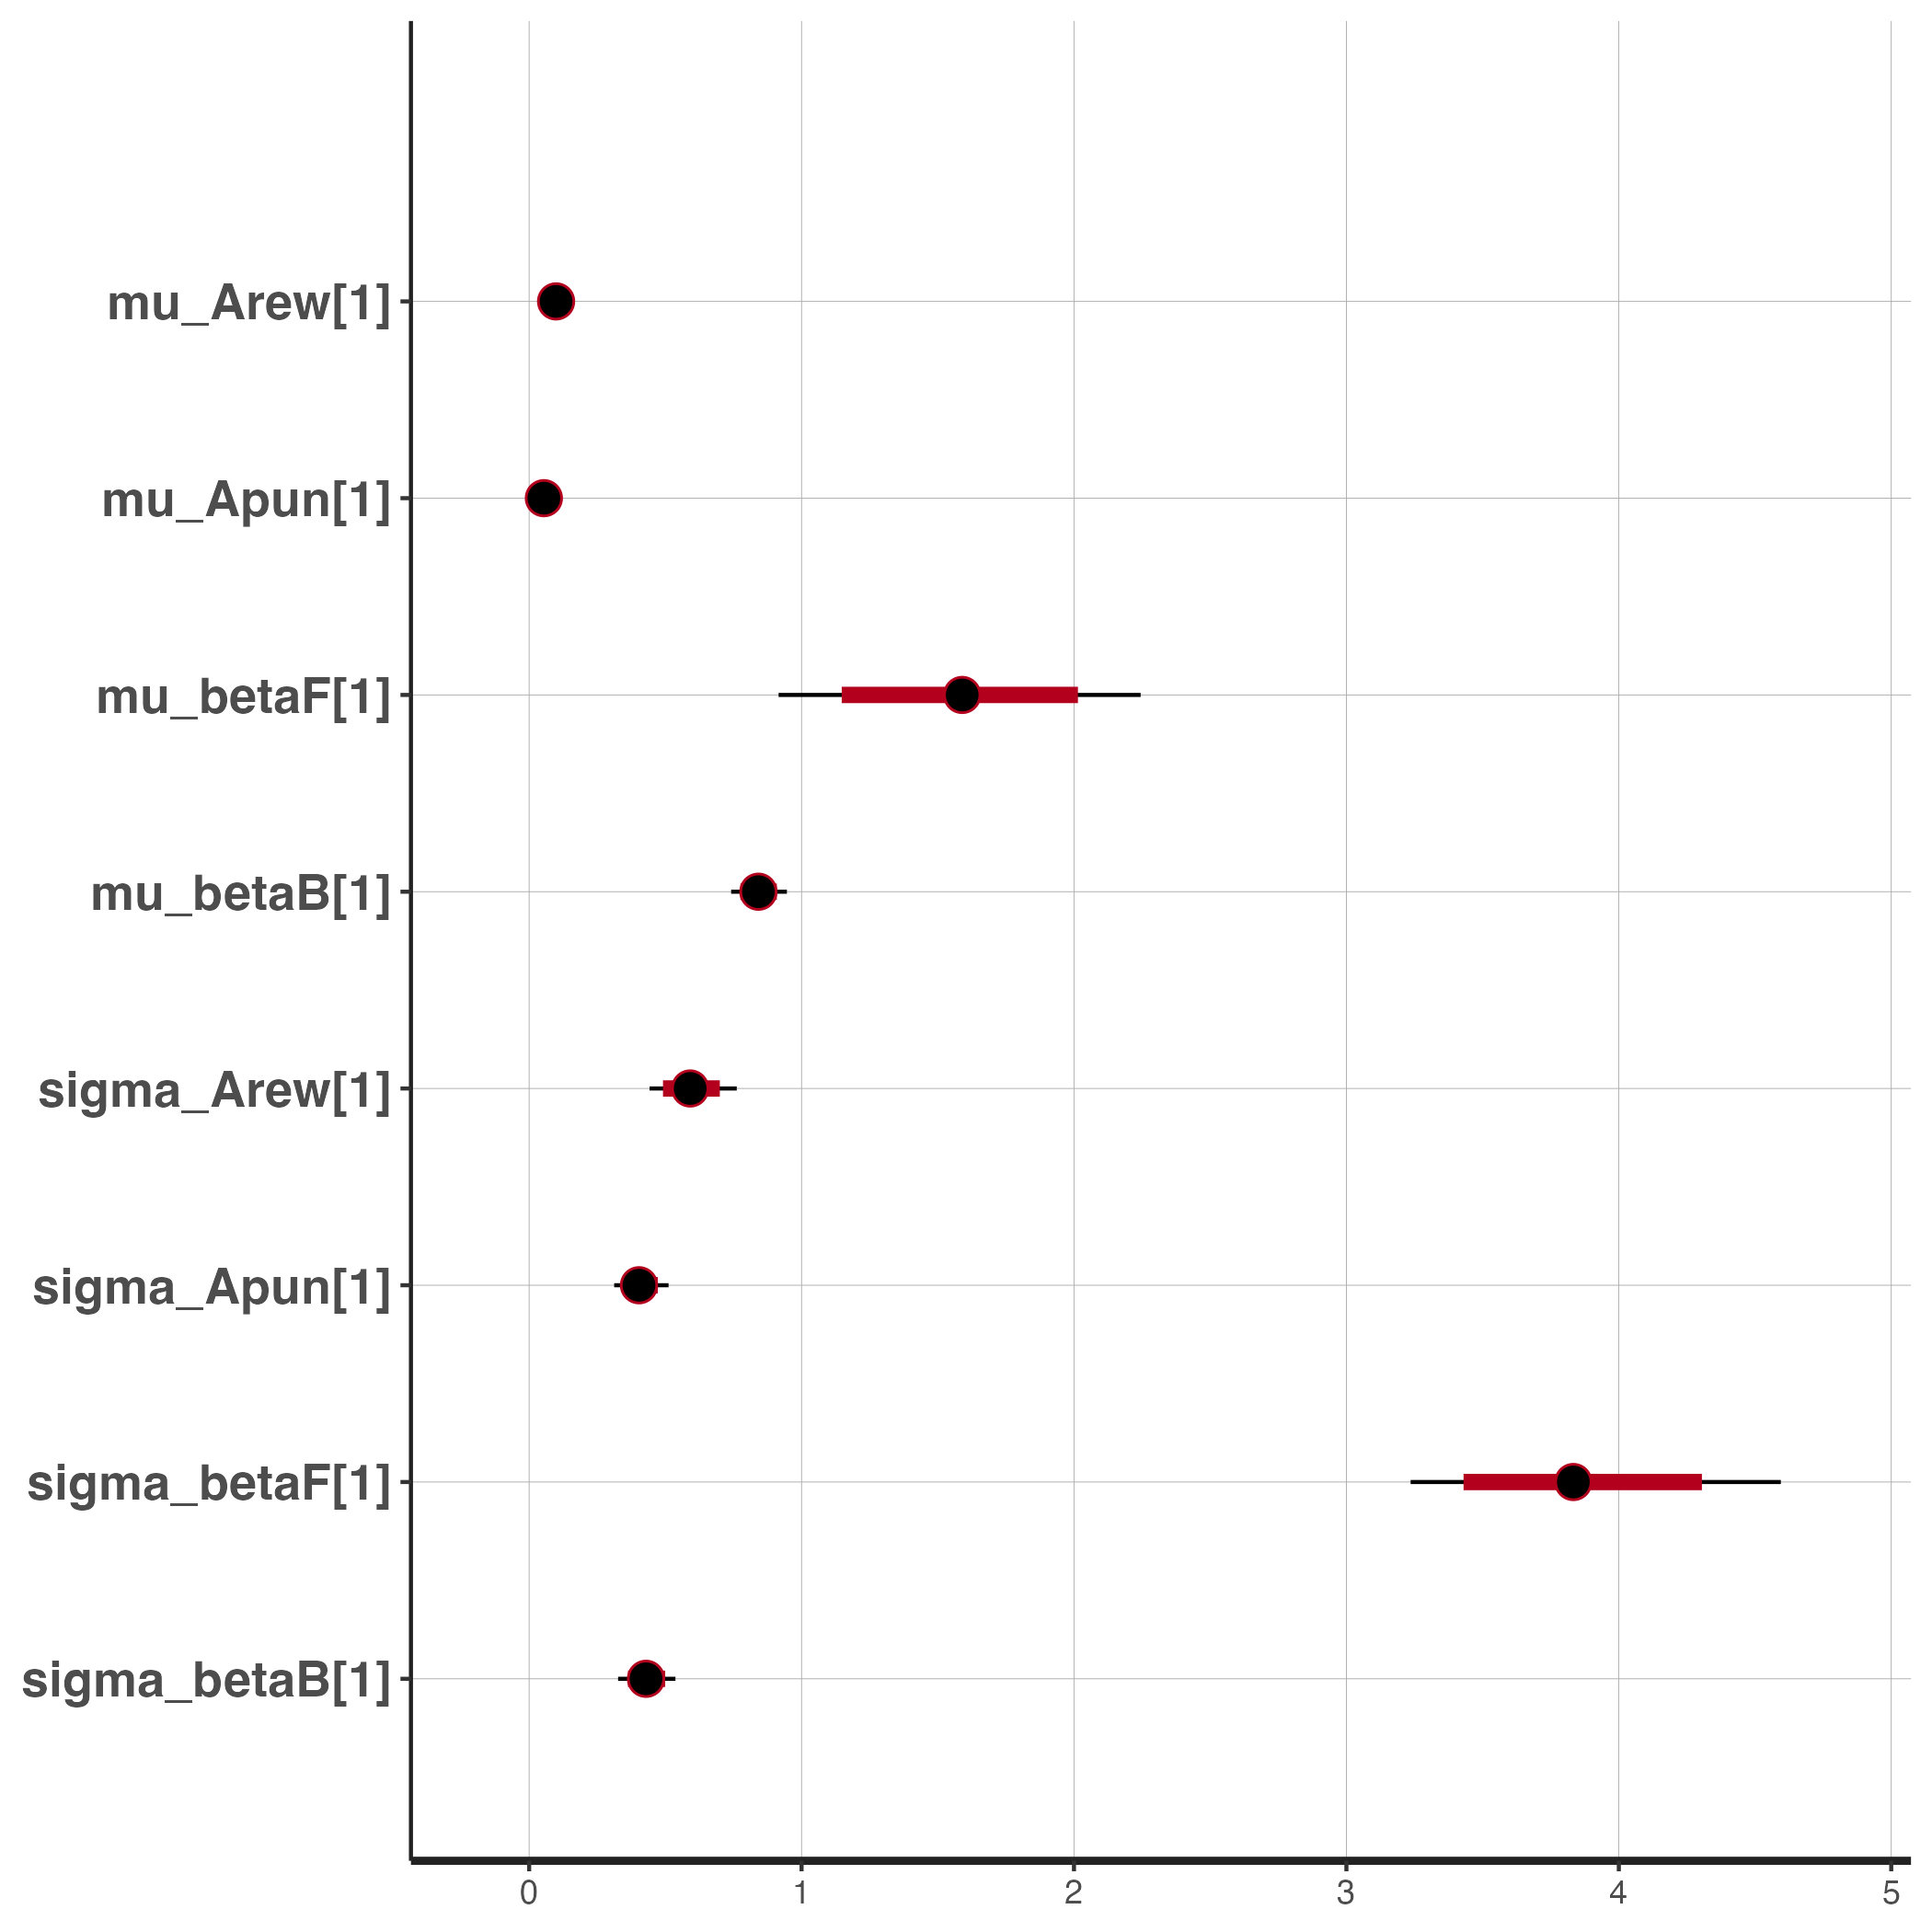 mu_Arew[1]
mu_Apun[1]
mu_betaF[1]
mu_betaB[1]
sigma_Arew[1]
sigma_Apun[1]
sigma_betaF[1]
sigma_betaB[1]
0 1 2 3 4 5